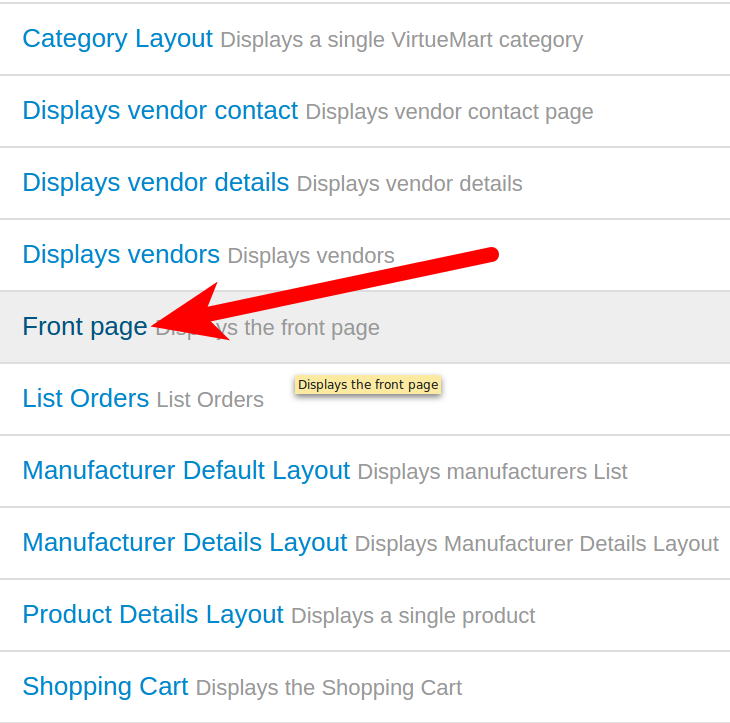 Category Layout Displays a single VirtueMart category
Displays vendor contact Displays vendor contact page
Displays vendor details Displays vendor details
Displays vendors Displays vendors
Front page Displays the front page
Displays the front page
List Orders List Orders
Manufacturer Default Layout Displays manufacturers List
Manufacturer Details Layout Displays Manufacturer Details Layout
Product Details Layout Displays a single product
Shopping Cart Displays the Shopping Cart